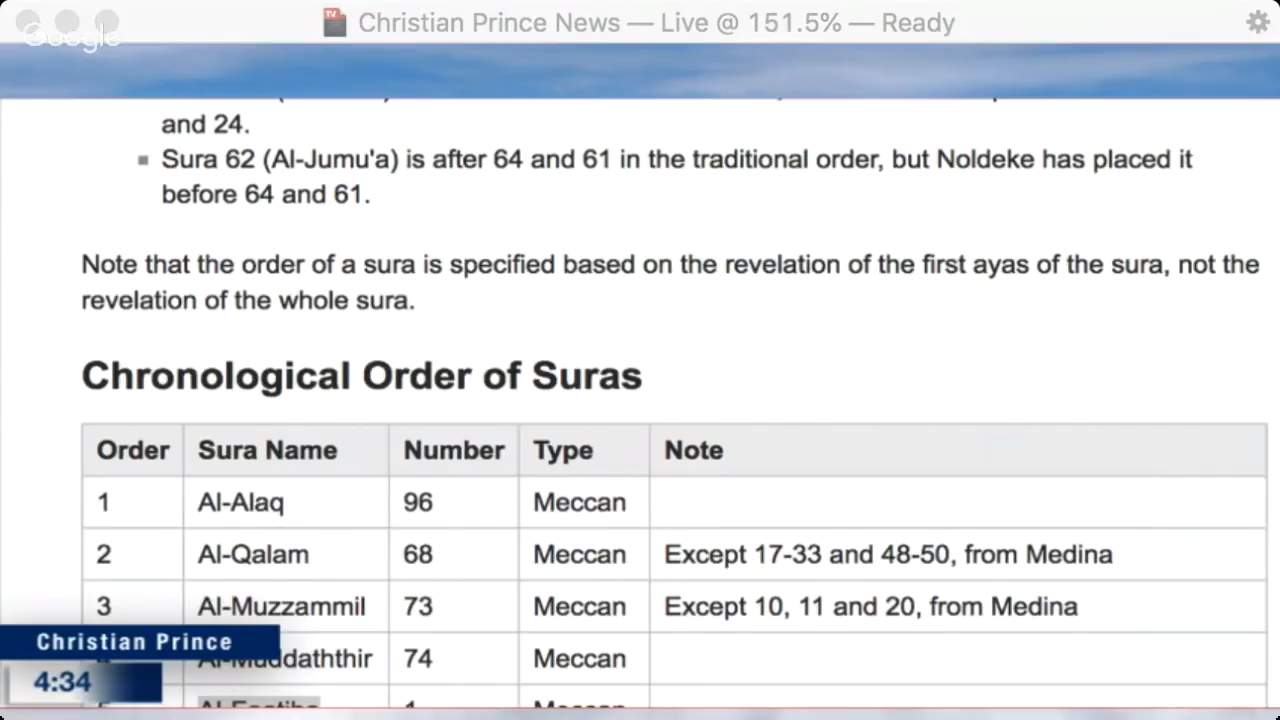 Christian Prince News — Live @ 151.5% — Ready
Google
and 24.
Sura 62 (Al-Jumu'a) is after 64 and 61 in the traditional order, but Noldeke has placed it
before 64 and 61.
Note that the order of a sura is specified based on the revelation of the first ayas of the sura, not the
revelation of the whole sura.
Chronological Order of Suras
Order Sura Name Number Type Note
1 Al-Alaq 96 Meccan
2 Al-Qalam 68 Meccan Except 17-33 and 48-50, from Medina
3 Al-Muzzammil 73 Meccan Except 10, 11 and 20, from Medina
Christian Prince
Al-Muddaththir 74 Meccan
4:34